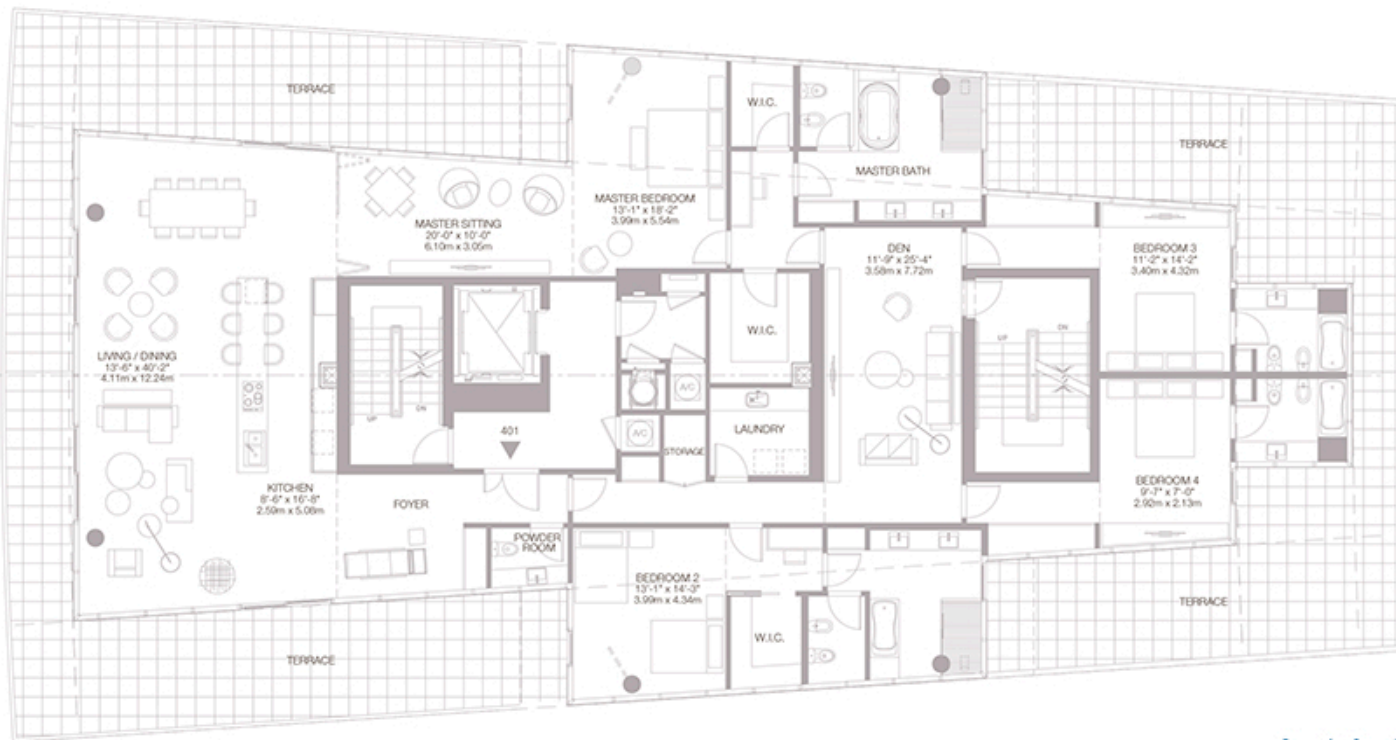 TERRACE
W.I.C.
TERRACE
MASTER BATH
MASTER BEDROOM
13'-1" x 18'-2"
3.99m x 5.54m
MASTER SITTING
20'-0" x 10'-0"
6.10m x 3.05m
DEN
11'-9" x 25'-4"
3.58m x 7.72m
BEDROOM 3
11'-2" x 14'-2"
3.40m x 4.32m
W.I.C.
UP
DN
LIVING / DINING
13'-6" x 40'-2"
4.11m x 12.24m
A/C
UP
DN
401
A/C
STORAGE
LAUNDRY
KITCHEN
8'-6" x 16'-8"
2.59m x 5.08m
FOYER
BEDROOM 4
9'-7" x 7'-0"
2.92m x 2.13m
POWDER
ROOM
BEDROOM 2
13'-1" x 14'-3"
3.99m x 4.34m
W.I.C.
TERRACE
TERRACE